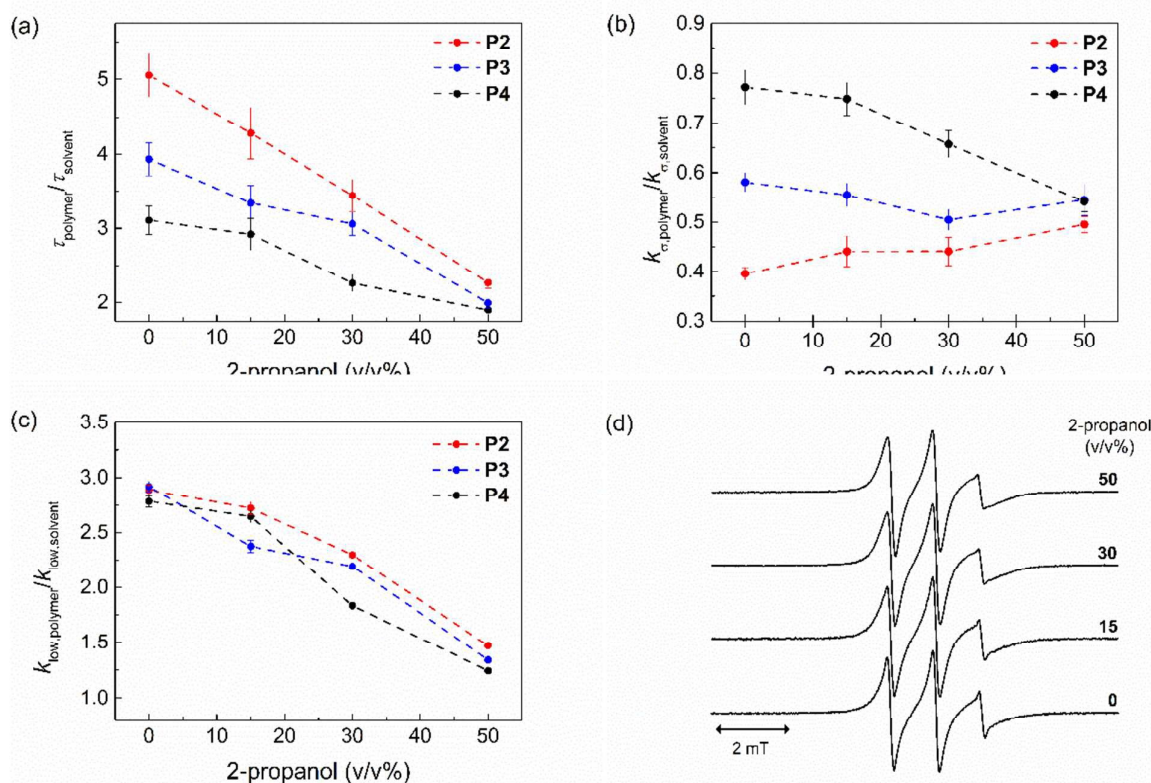 (a)
P2
P3
P4
5
4
3
2
τpolymer/τsolvent
0 10 20 30 40 50
2-propanol (v/v%)
(b)
P2
P3
P4
0.9
0.8
0.7
0.6
0.5
0.4
0.3
kσ,polymer/kσ,solvent
0 10 20 30 40 50
2-propanol (v/v%)
(c)
P2
P3
P4
3.5
3.0
2.5
2.0
1.5
1.0
klow,polymer/klow,solvent
0 10 20 30 40 50
2-propanol (v/v%)
(d)
2-propanol
(v/v%)
50
30
15
0
2 mT